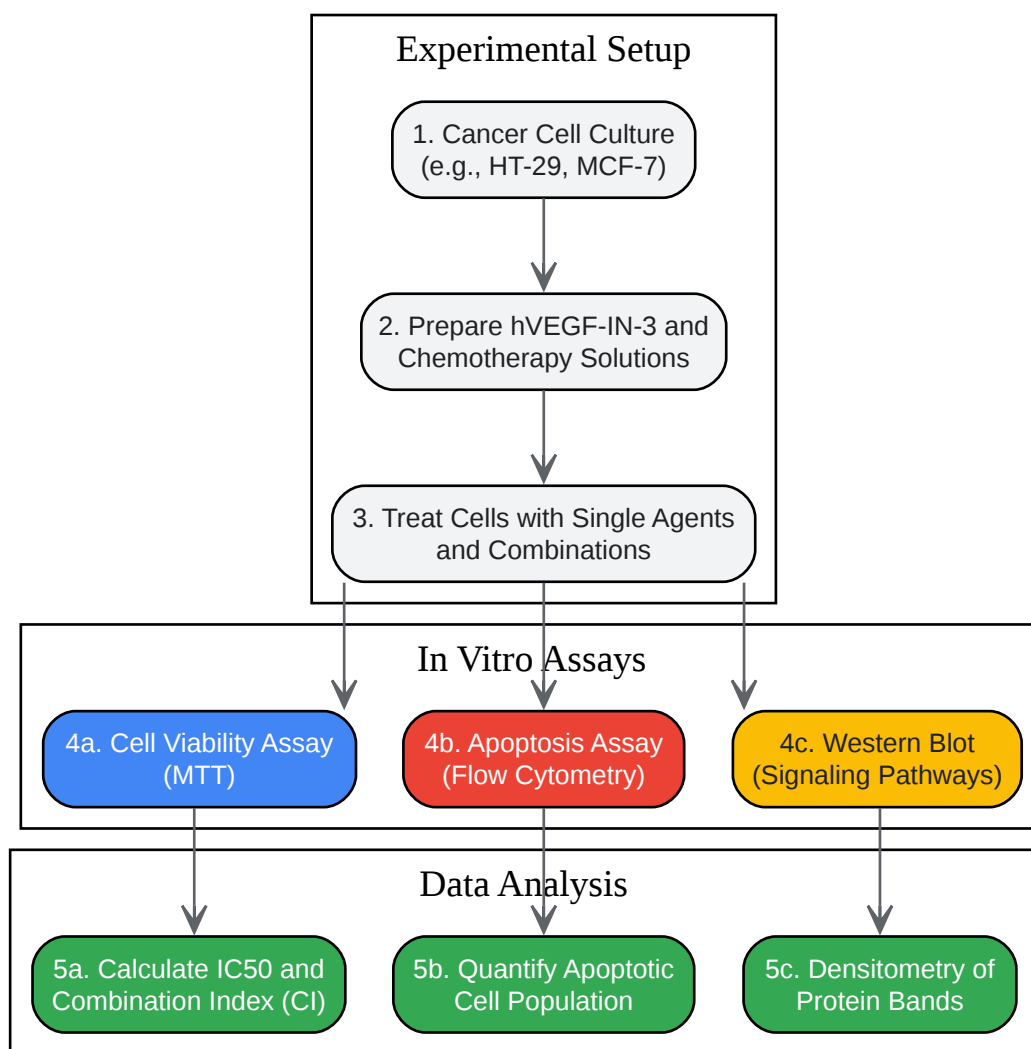 Experimental Setup
1. Cancer Cell Culture
(e.g., HT-29, MCF-7)
2. Prepare hVEGF-IN-3 and
Chemotherapy Solutions
3. Treat Cells with Single Agents
and Combinations
In Vitro Assays
4a. Cell Viability Assay
(MTT)
4b. Apoptosis Assay
(Flow Cytometry)
4c. Western Blot
(Signaling Pathways)
Data Analysis
5a. Calculate IC50 and
Combination Index (CI)
5b. Quantify Apoptotic
Cell Population
5c. Densitometry of
Protein Bands